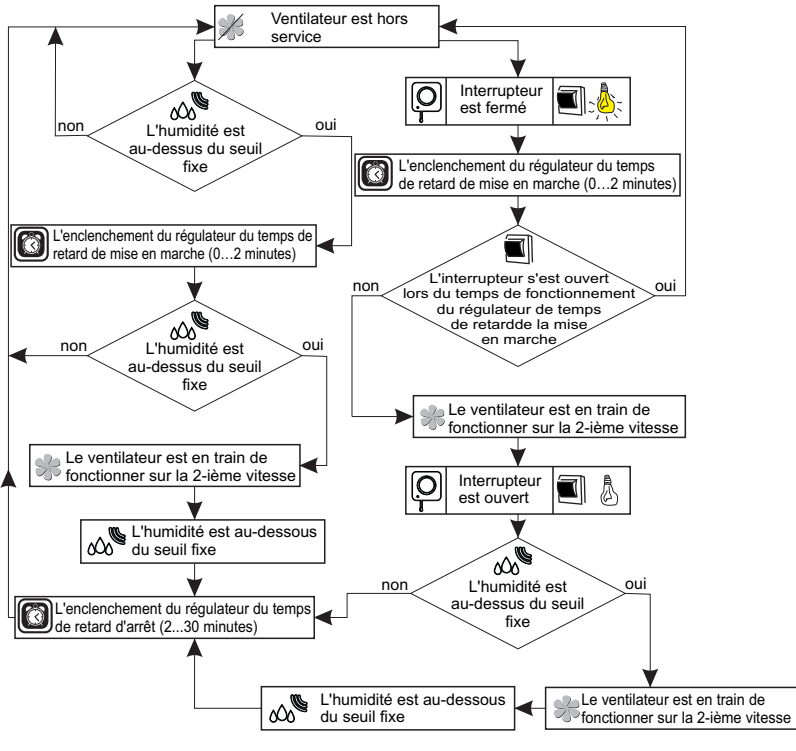 Ventilateur est hors
service
Interrupteur
est fermé
L'humidité est
au-dessus du seuil
fixe
non
oui
L'enclenchement du régulateur du temps
de retard de mise en marche (0...2 minutes)
L'enclenchement du régulateur du temps de
retard de mise en marche (0...2 minutes)
L'interrupteur s'est ouvert
lors du temps de fonctionnement
du régulateur de temps
de retardde la mise
en marche
non
oui
L'humidité est
au-dessus du seuil
fixe
non
oui
Le ventilateur est en train de
fonctionner sur la 2-ième vitesse
Le ventilateur est en train de
fonctionner sur la 2-ième vitesse
Interrupteur
est ouvert
L'humidité est au-dessous
du seuil fixe
L'humidité est
au-dessus du seuil
fixe
non
oui
L'enclenchement du régulateur du temps
de retard d'arrêt (2...30 minutes)
L'humidité est au-dessous
du seuil fixe
Le ventilateur est en train de
fonctionner sur la 2-ième vitesse